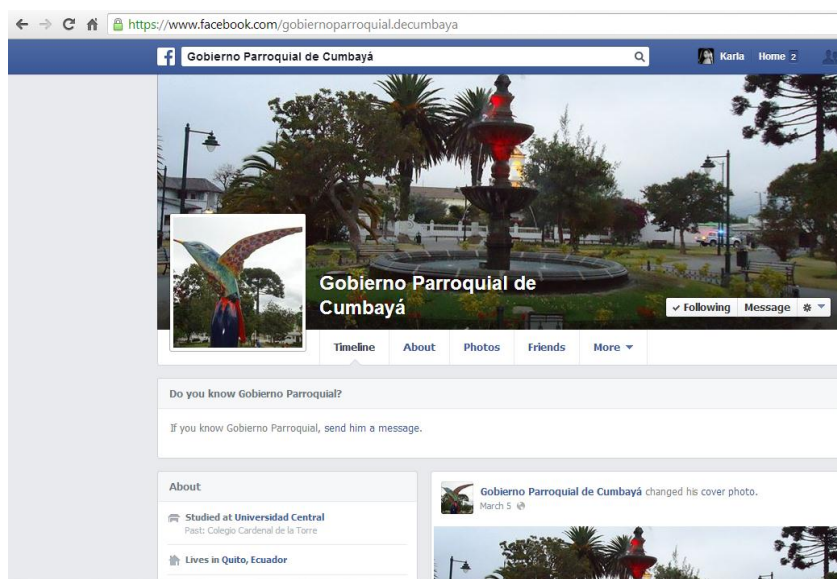 https://www.facebook.com/gobiernoparroquial.decumbaya
Gobierno Parroquial de Cumbayá
Karla
Home 2
Gobierno Parroquial de
Cumbayá
Following
Message
Timeline
About
Photos
Friends
More
Do you know Gobierno Parroquial?
If you know Gobierno Parroquial, send him a message.
About
Studied at Universidad Central
Past: Colegio Cardenal de la Torre
Lives in Quito, Ecuador
Gobierno Parroquial de Cumbayá changed his cover photo.
March 5